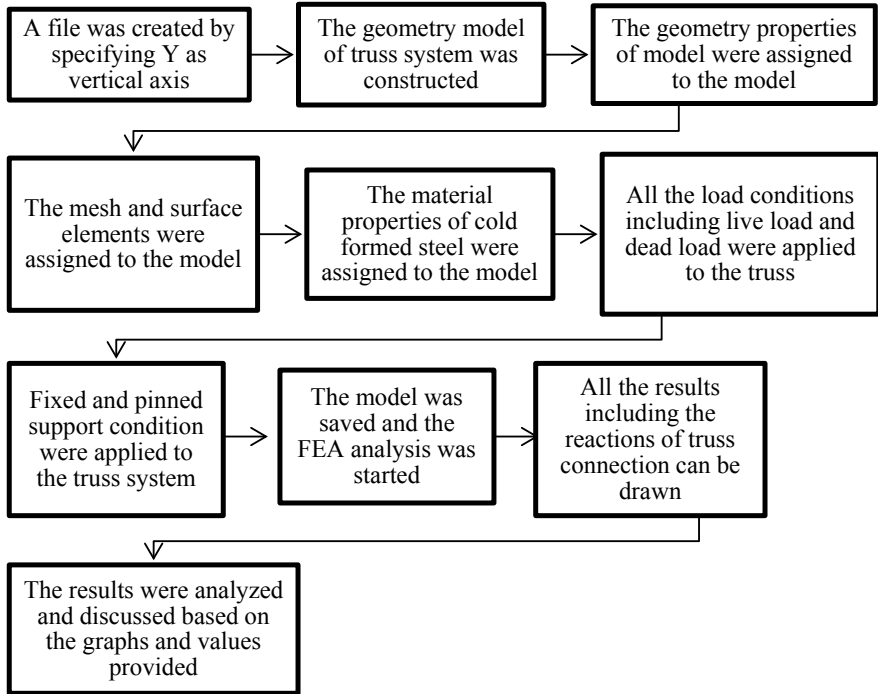 A file was created by
specifying Y as
vertical axis
The geometry model
of truss system was
constructed
The geometry properties
of model were assigned
to the model
The mesh and surface
elements were
assigned to the model
The material
properties of cold
formed steel were
assigned to the model
All the load conditions
including live load and
dead load were applied
to the truss
Fixed and pinned
support condition
were applied to
the truss system
The model was
saved and the
FEA analysis was
started
All the results
including the
reactions of truss
connection can be
drawn
The results were analyzed
and discussed based on
the graphs and values
provided